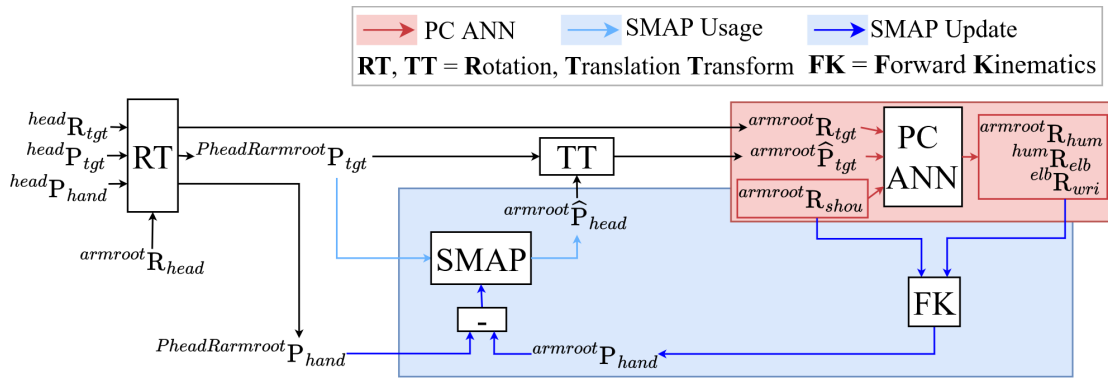 PC ANN SMAP Usage SMAP Update
RT, TT = Rotation, Translation Transform FK = Forward Kinematics
headRtgt
headPtgt
headPhand
RT
armrootRhead
PheadRarmrootPtgt
TT
armrootP̂head
SMAP
-
PheadRarmrootPhand
armrootPhand
armrootRtgt
armrootP̂tgt
armrootRshou
PC
ANN
armrootRhum
humRelb
elbRwri
FK